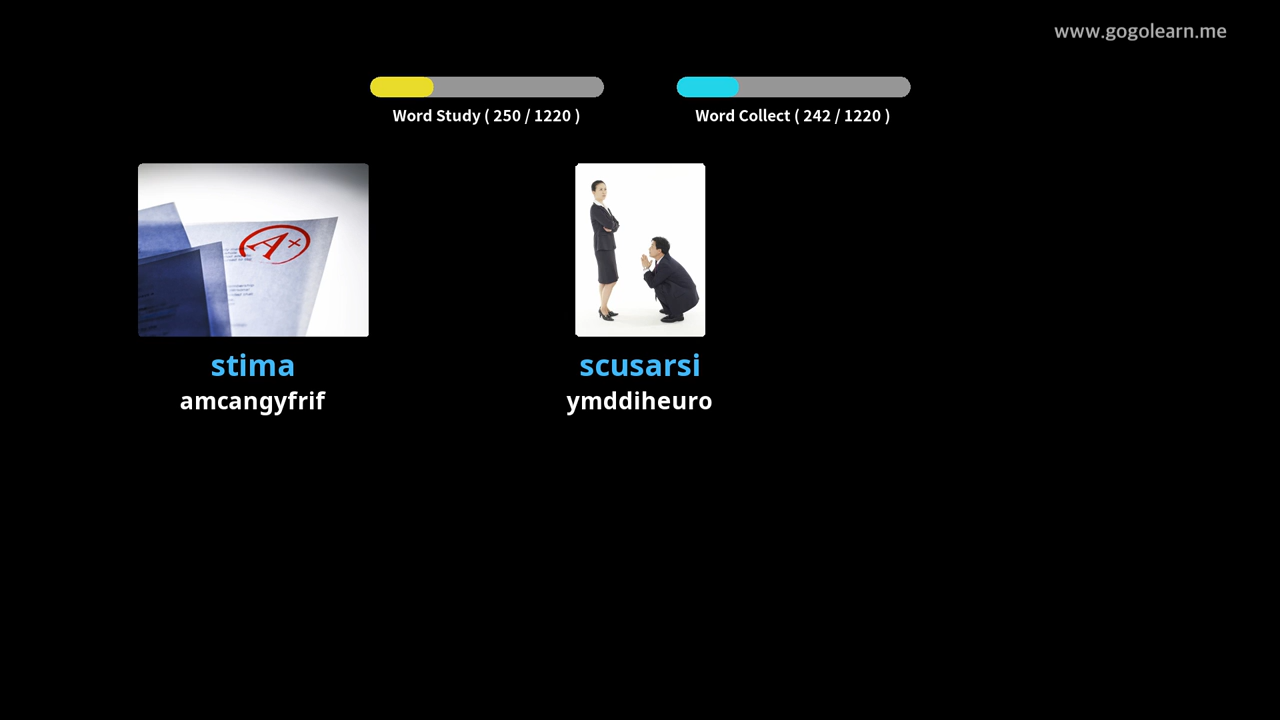 www.gogolearn.me
Word Study ( 250 / 1220 )
Word Collect ( 242 / 1220 )
A+
stima
scusarsi
amcangyfrif
ymddiheuro